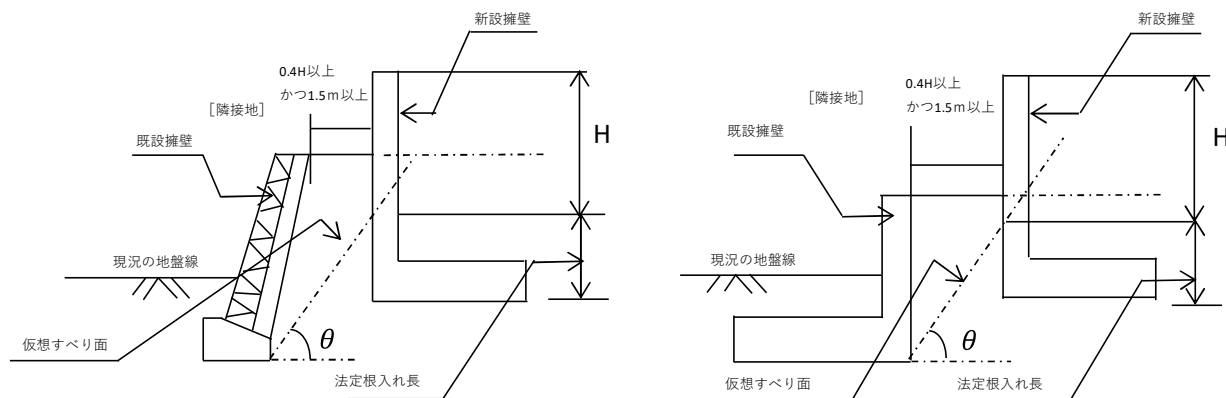 新設擁壁
0.4H以上
かつ1.5m以上
[隣接地]
既設擁壁
H
現況の地盤線
θ
仮想すべり面
法定根入れ長
新設擁壁
0.4H以上
かつ1.5m以上
[隣接地]
既設擁壁
H
現況の地盤線
θ
仮想すべり面
法定根入れ長